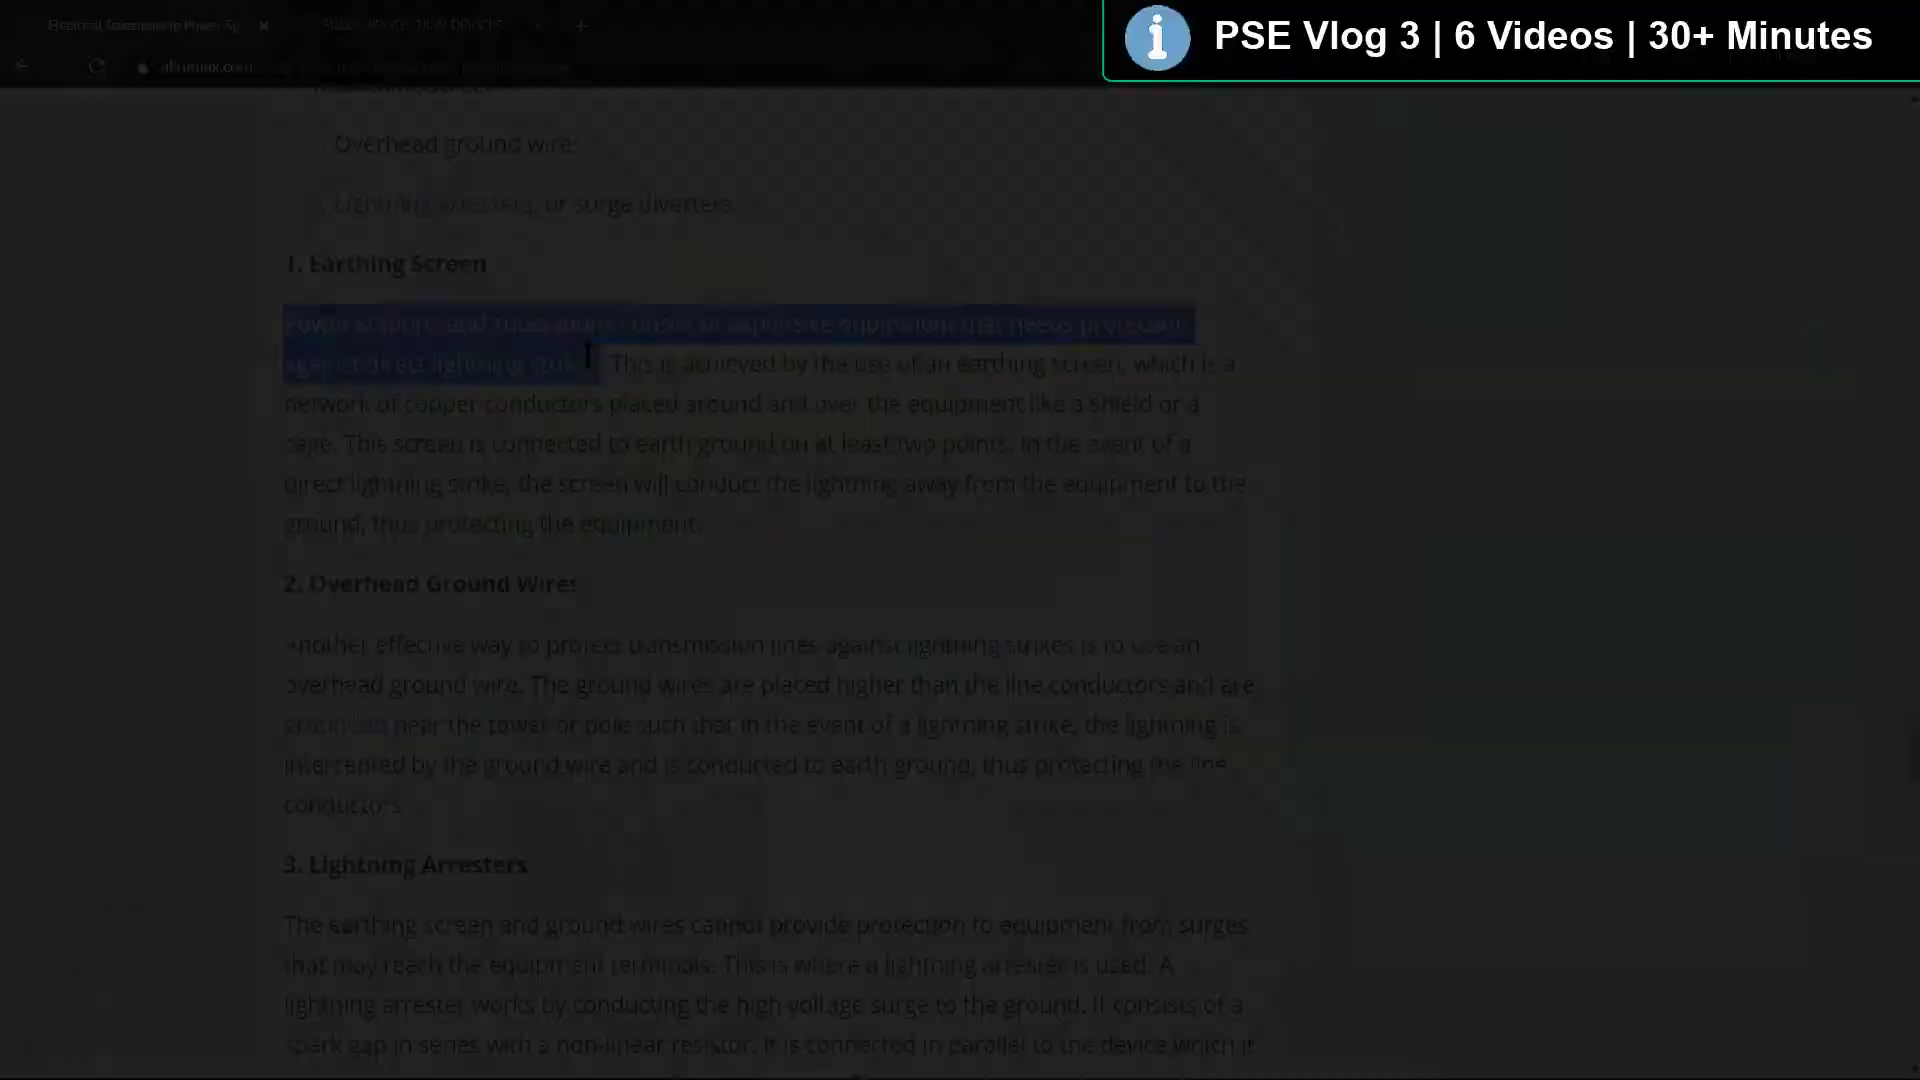 Electrical Transmission Power Sy
PSE Vlog 3 | 6 Videos | 30+ Minutes
allumiax.com
Overhead ground wire
Lightning arresters, or surge diverters
1. Earthing Screen
Power stations and substations consist of expensive equipment that needs protection
against direct lightning strikes. This is achieved by the use of an earthing screen, which is a
network of copper conductors placed around and over the equipment like a shield or a
cage. This screen is connected to earth ground on at least two points. In the event of a
direct lightning strike, the screen will conduct the lightning away from the equipment to the
ground, thus protecting the equipment.
2. Overhead Ground Wires
Another effective way to protect transmission lines against lightning strikes is to use an
overhead ground wire. The ground wires are placed higher than the line conductors and are
grounded near the tower or pole such that in the event of a lightning strike, the lightning is
intercepted by the ground wire and is conducted to earth ground, thus protecting the line
conductors.
3. Lightning Arresters
The earthing screen and ground wires cannot provide protection to equipment from surges
that may reach the equipment terminals. This is where a lightning arrester is used. A
lightning arrester works by conducting the high voltage surge to the ground. It consists of a
spark gap in series with a non-linear resistor. It is connected in parallel to the device which it